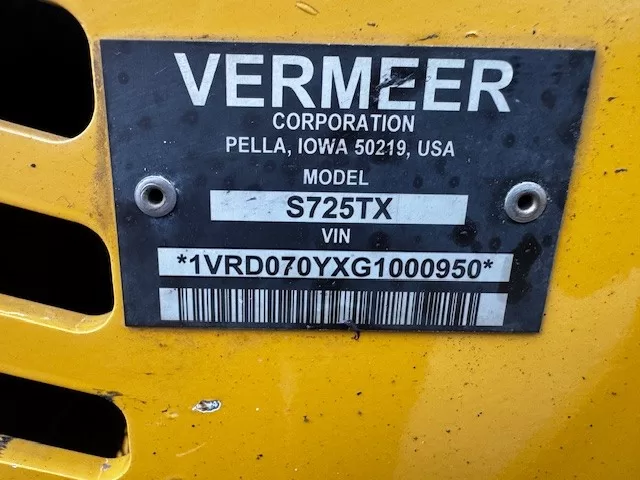 VERMEER
CORPORATION
PELLA, IOWA 50219, USA
MODEL
S725TX
VIN
*1VRD070YXG1000950*